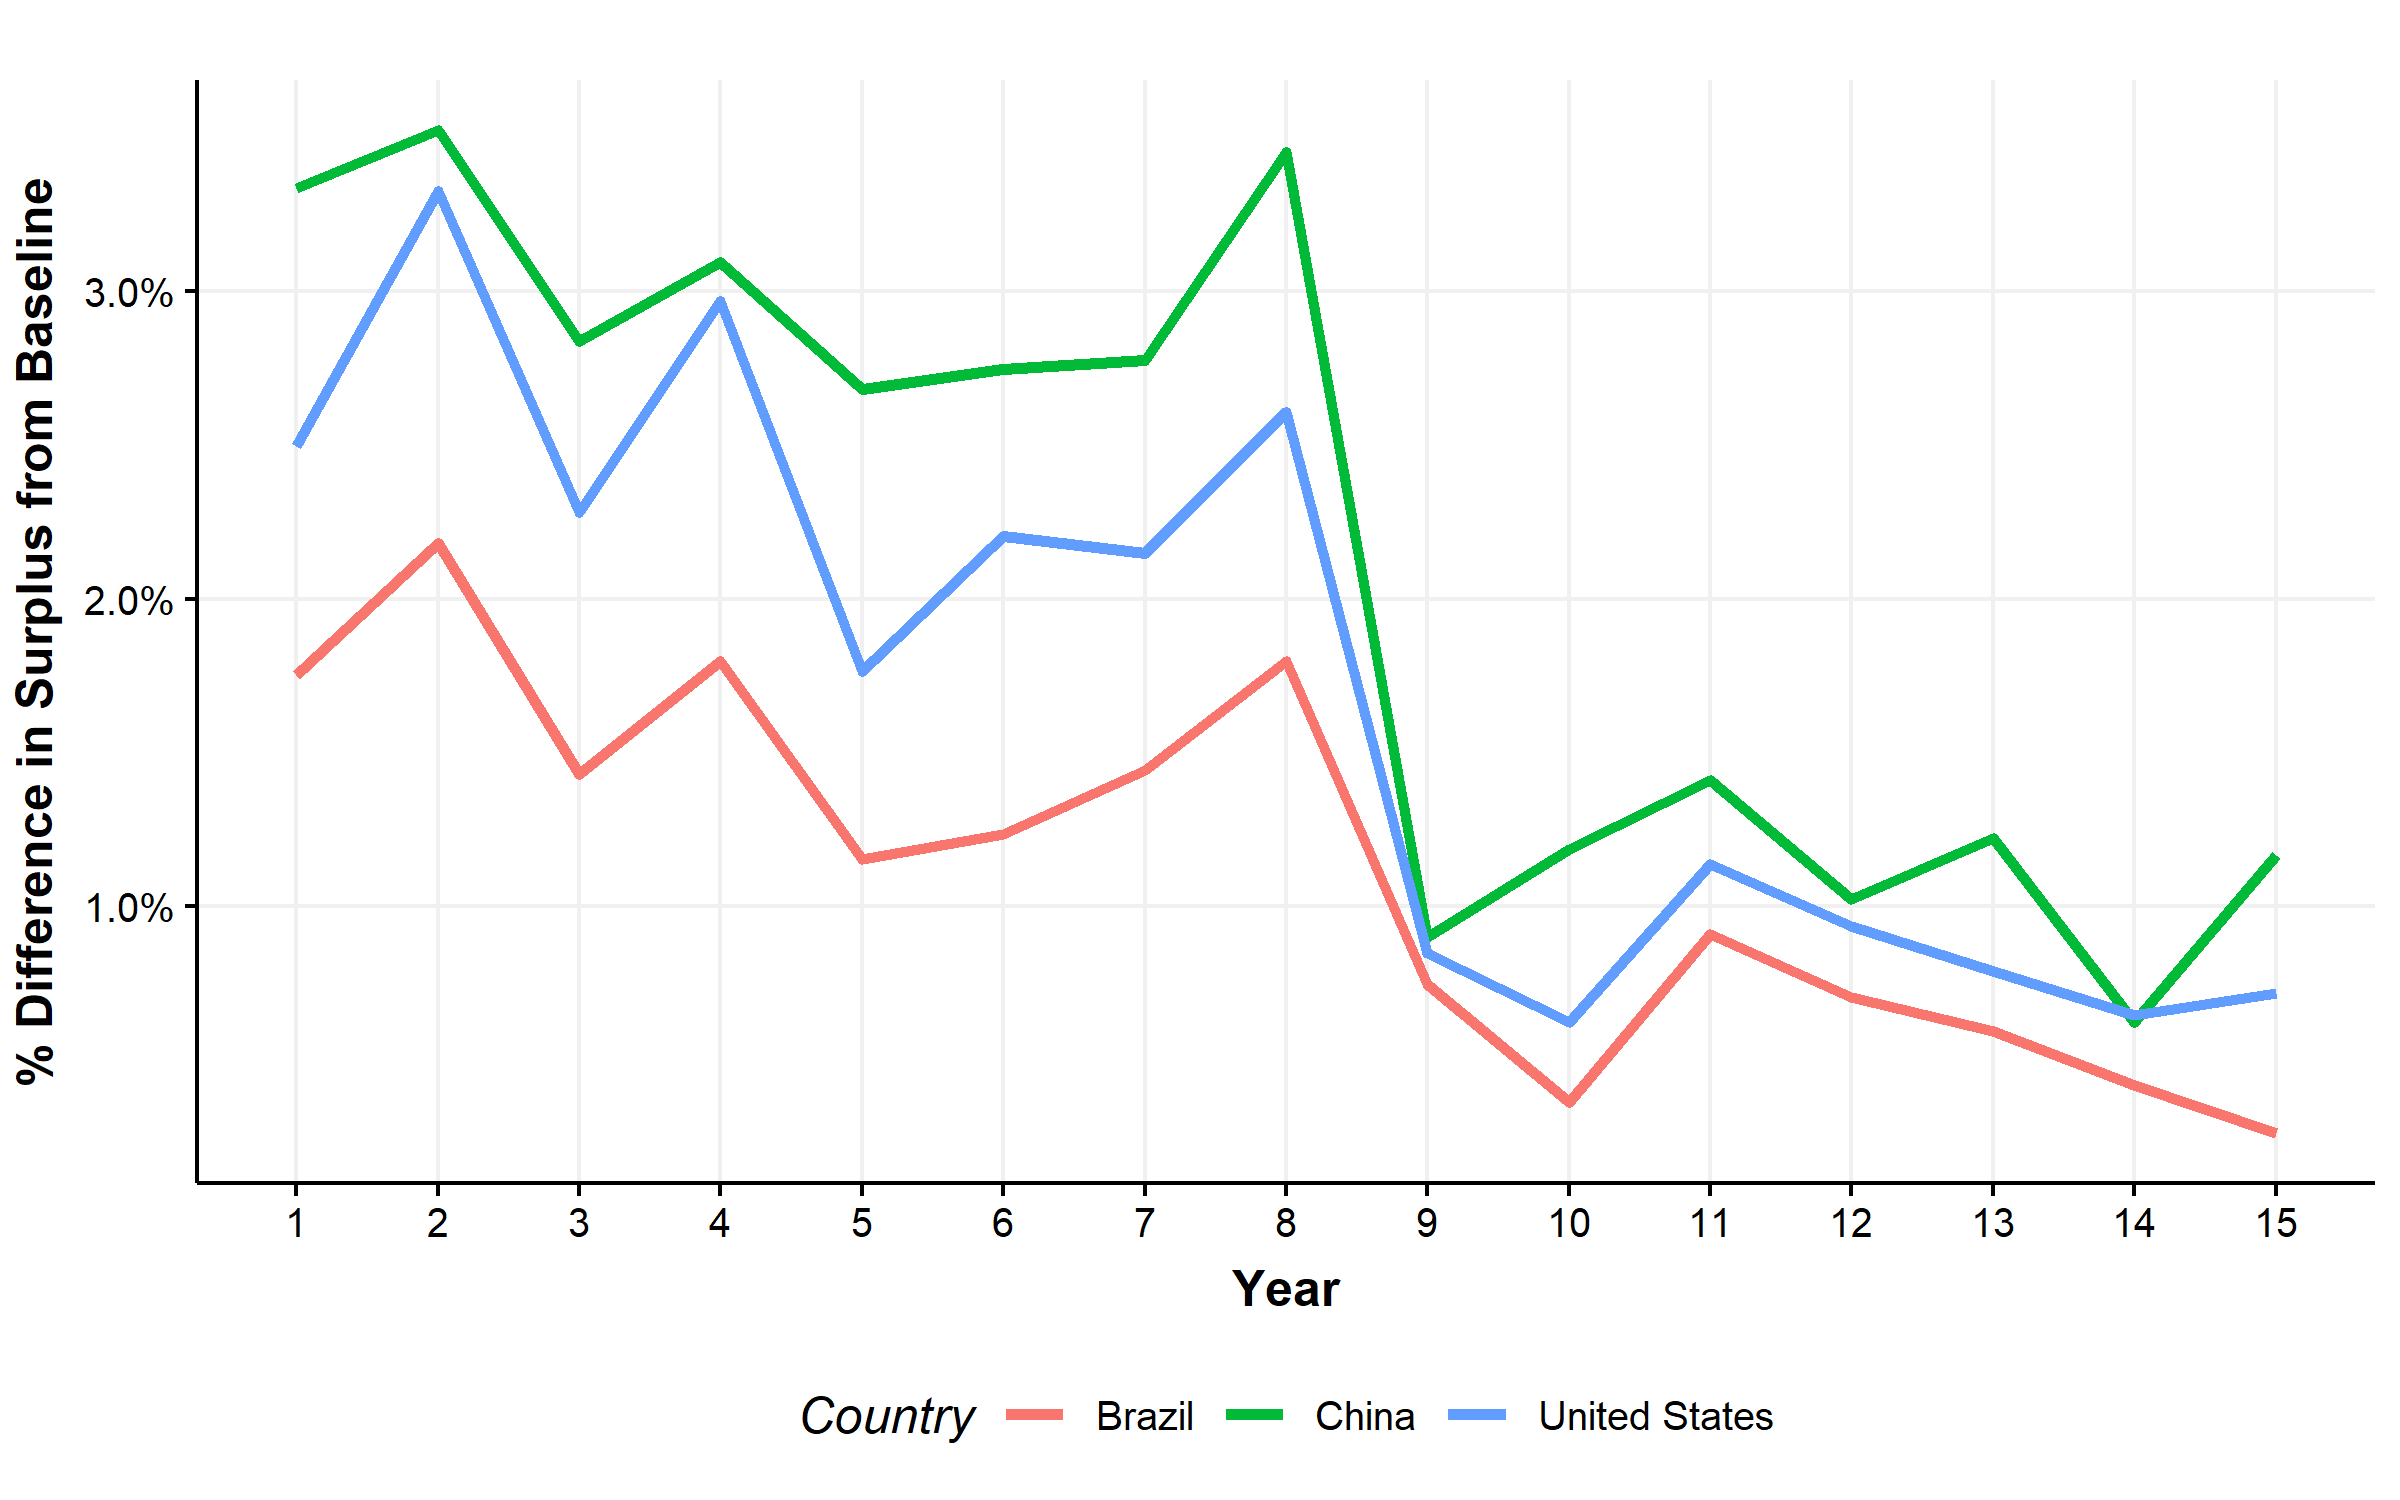 % Difference in Surplus from Baseline
3.0%
2.0%
1.0%
1 2 3 4 5 6 7 8 9 10 11 12 13 14 15
Year
Country Brazil China United States